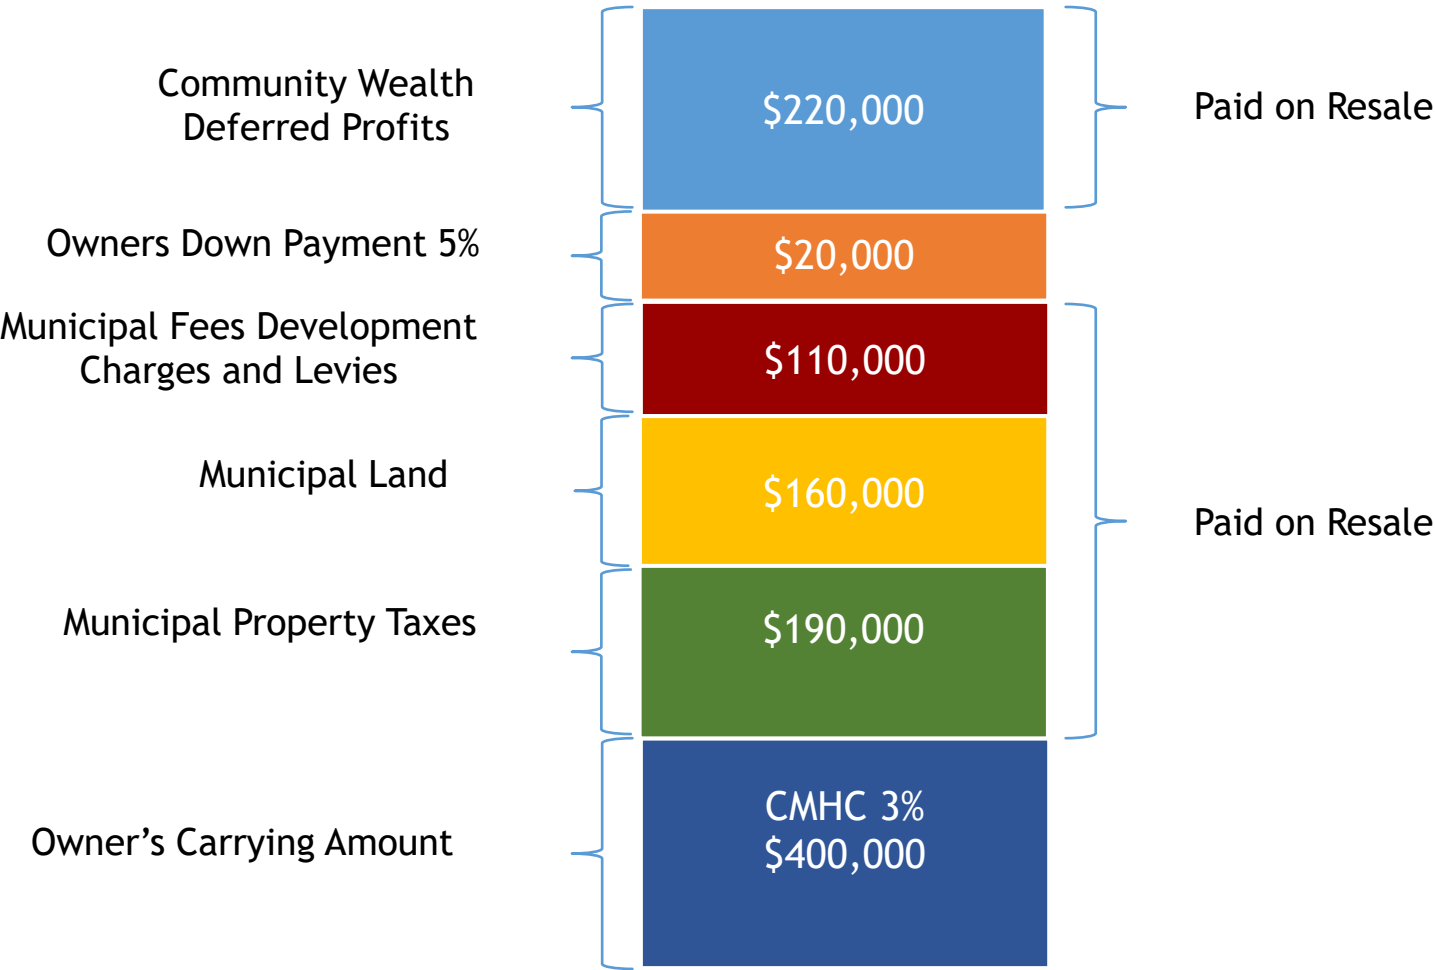 Community Wealth
Deferred Profits
$220,000
Paid on Resale
Owners Down Payment 5%
$20,000
Municipal Fees Development
Charges and Levies
$110,000
Municipal Land
$160,000
Paid on Resale
Municipal Property Taxes
$190,000
Owner’s Carrying Amount
CMHC 3%
$400,000